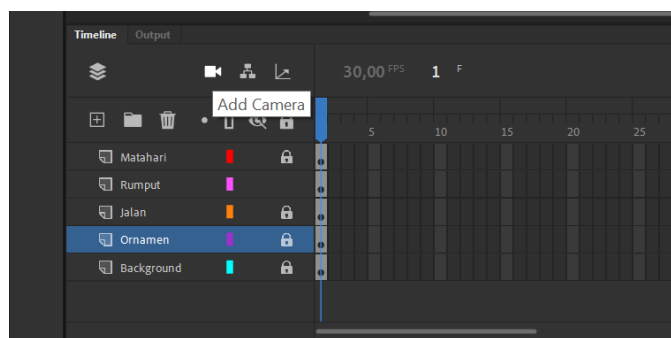 Timeline Output
30,00 FPS 1 F
Add Camera
5 10 15 20 25
Matahari
Rumput
Jalan
Ornamen
Background